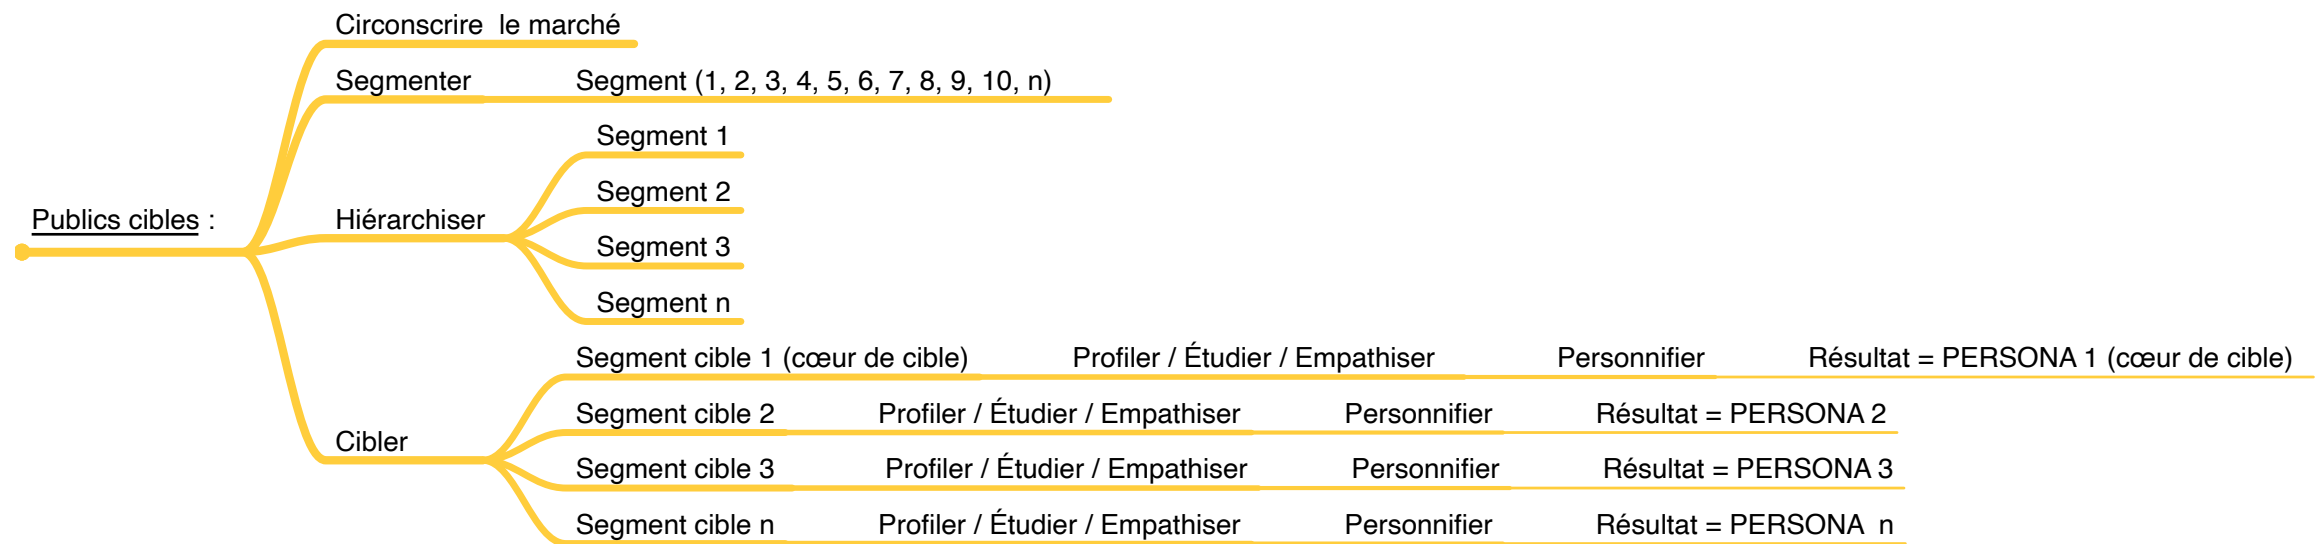 Publics cibles :
Circonscrire  le marché
Segmenter
Segment (1, 2, 3, 4, 5, 6, 7, 8, 9, 10, n)
Hiérarchiser
Segment 1
Segment 2
Segment 3
Segment n
Cibler
Segment cible 1 (cœur de cible)
Profiler / Étudier / Empathiser
Personnifier
Résultat = PERSONA 1 (cœur de cible)
Segment cible 2
Profiler / Étudier / Empathiser
Personnifier
Résultat = PERSONA 2
Segment cible 3
Profiler / Étudier / Empathiser
Personnifier
Résultat = PERSONA 3
Segment cible n
Profiler / Étudier / Empathiser
Personnifier
Résultat = PERSONA  n